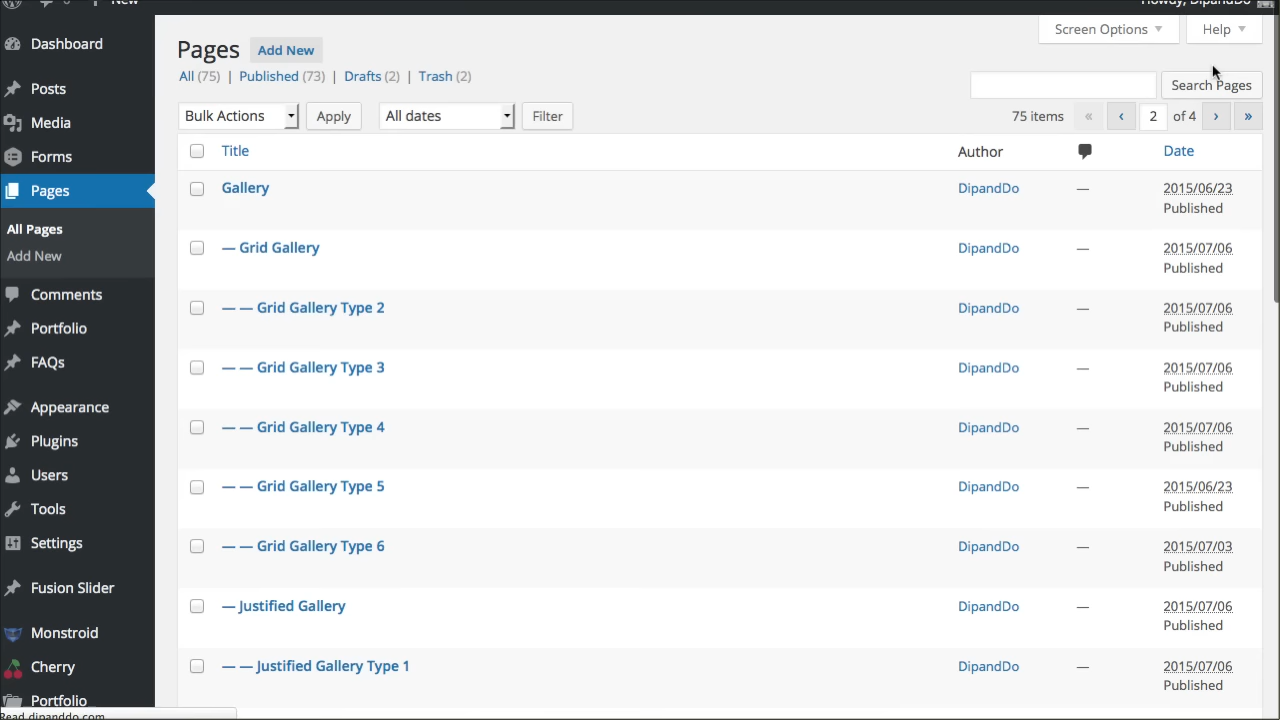 New
Howdy, DipandDo
Dashboard
Posts
Media
Forms
Pages
All Pages
Add New
Comments
Portfolio
FAQs
Appearance
Plugins
Users
Tools
Settings
Fusion Slider
Monstroid
Cherry
Portfolio
Read dipanddo.com
Screen Options
Help
Pages
Add New
All (75) | Published (73) | Drafts (2) | Trash (2)
Search Pages
Bulk Actions
Apply
All dates
Filter
75 items « ‹ 2 of 4 › »
Title Author Date
Gallery DipandDo — 2015/06/23
Published
— Grid Gallery DipandDo — 2015/07/06
Published
— — Grid Gallery Type 2 DipandDo — 2015/07/06
Published
— — Grid Gallery Type 3 DipandDo — 2015/07/06
Published
— — Grid Gallery Type 4 DipandDo — 2015/07/06
Published
— — Grid Gallery Type 5 DipandDo — 2015/06/23
Published
— — Grid Gallery Type 6 DipandDo — 2015/07/03
Published
— Justified Gallery DipandDo — 2015/07/06
Published
— — Justified Gallery Type 1 DipandDo — 2015/07/06
Published